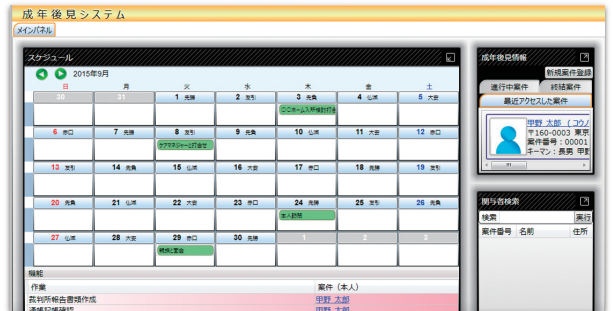 成年後見システム
メインパネル
スケジュール
2015年9月
日 月 火 水 木 金 土
30 31 1 先勝 2 友引 3 先負 4 仏滅 5 大安
6 赤口 7 先勝 8 友引 9 先負 10 仏滅 11 大安 12 赤口
ケアマネジャーと打合せ
13 友引 14 先負 15 仏滅 16 大安 17 赤口 18 先勝 19 友引
20 先負 21 仏滅 22 大安 23 赤口 24 先勝 25 友引 26 先負
本人訪問
27 仏滅 28 大安 29 赤口 30 先勝 1 2 3
親族と面会
機能
作業 案件（本人）
裁判所報告書類作成 甲野 太郎
通帳記帳確認 甲野 太郎
成年後見情報
新規案件登録
進行中案件 終結案件
最近アクセスした案件
甲野 太郎 （コウノ
〒160-0003 東京
案件番号：00001
キーマン：長男 甲野
関与者検索
検索 実行
案件番号 名前 住所